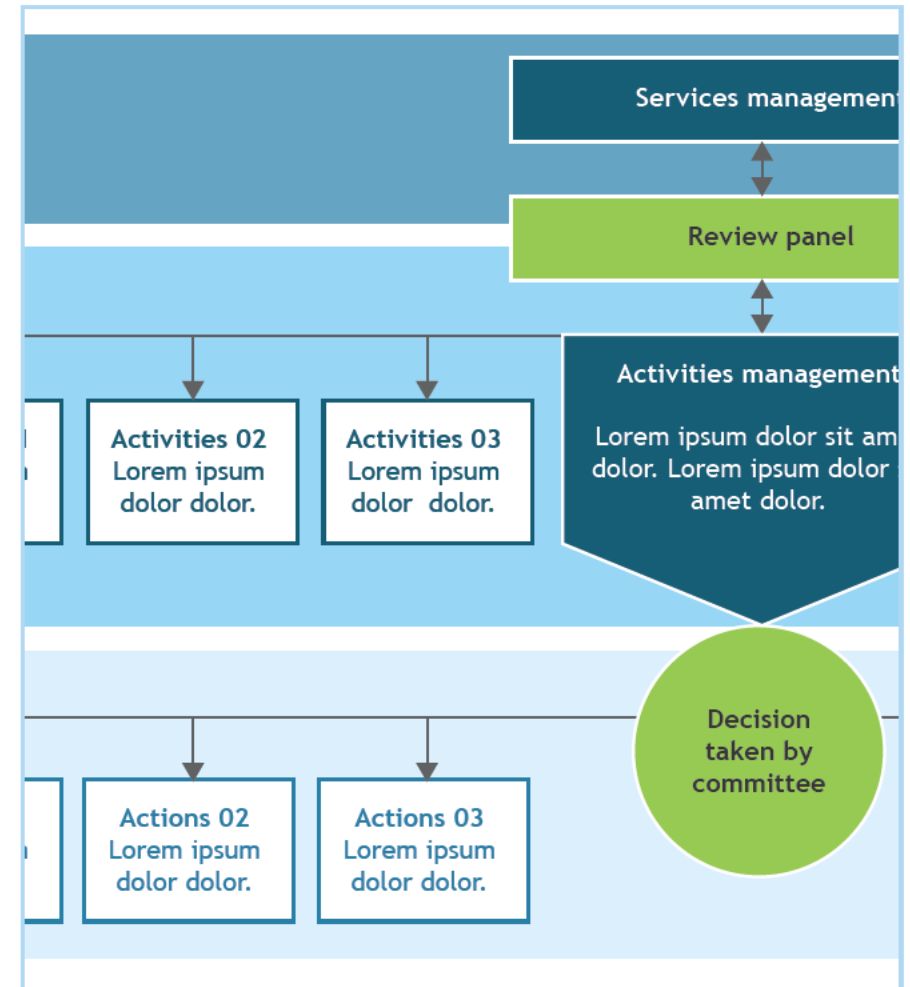 Services management
Review panel
Activities management
Lorem ipsum dolor sit am
dolor. Lorem ipsum dolor
amet dolor.
Activities 02
Lorem ipsum
dolor dolor.
Activities 03
Lorem ipsum
dolor  dolor.
Decision
taken by
committee
Actions 02
Lorem ipsum
dolor dolor.
Actions 03
Lorem ipsum
dolor dolor.